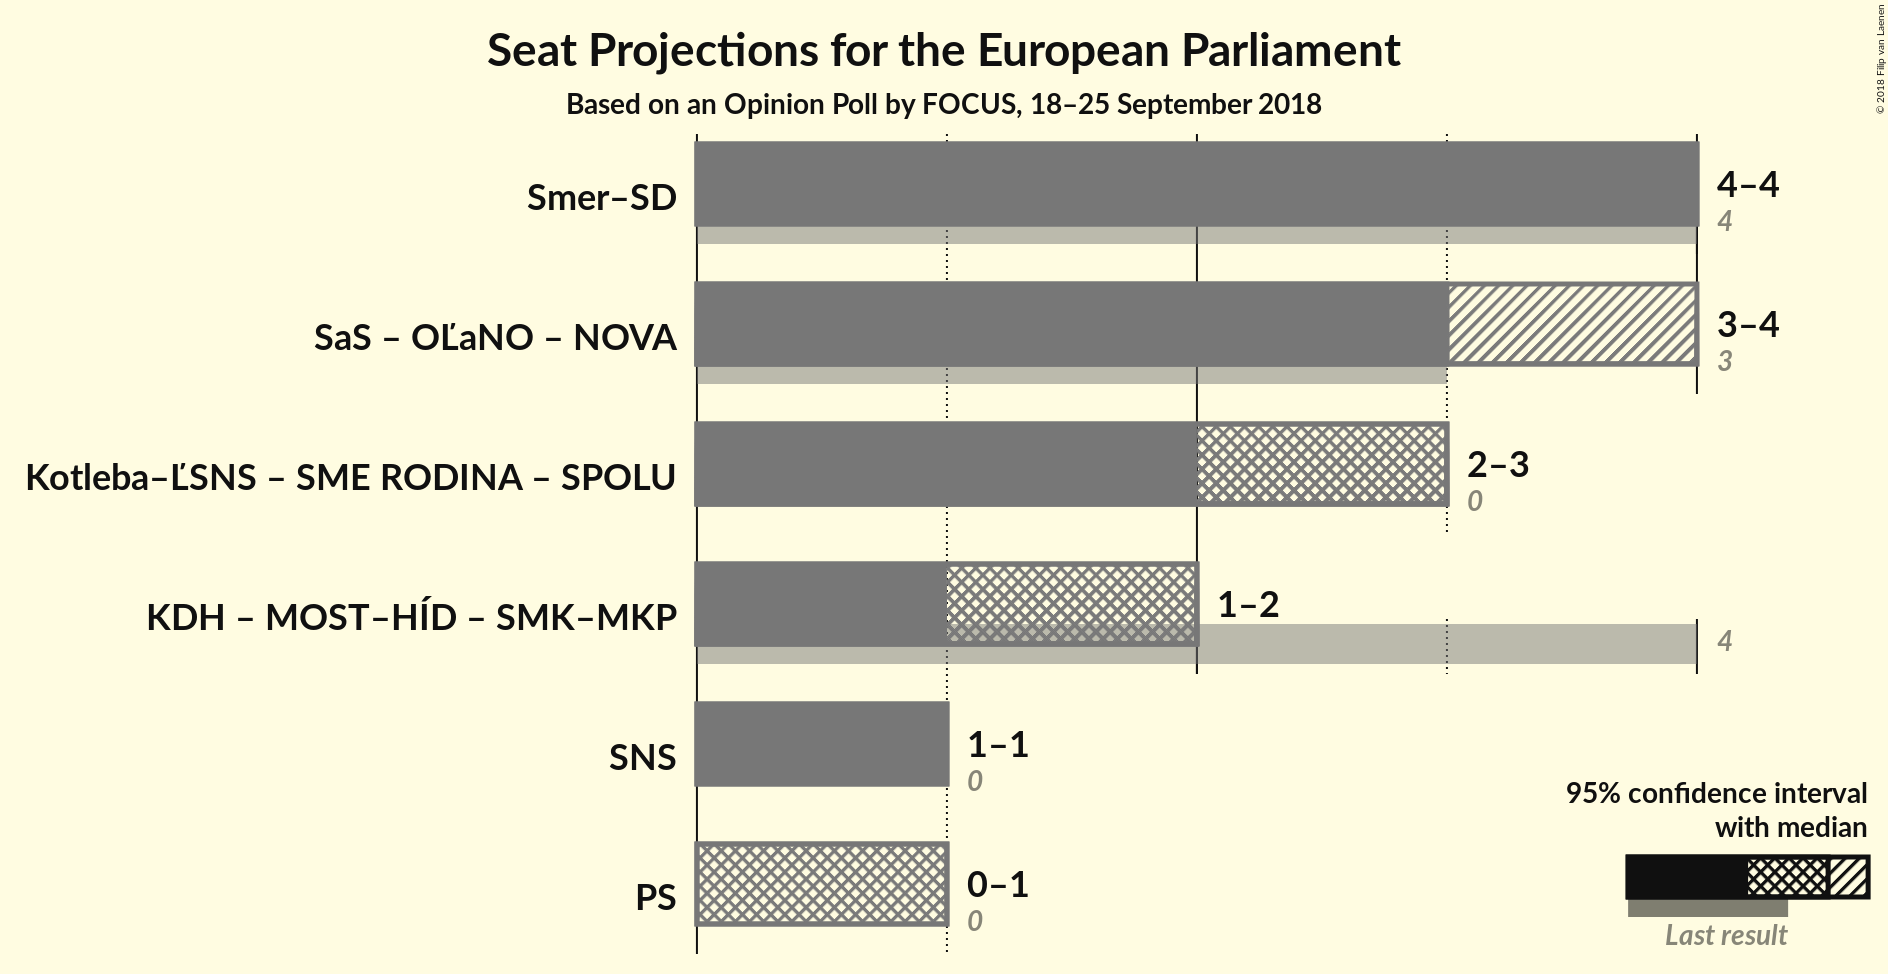 Seat Projections for the European Parliament
Based on an Opinion Poll by FOCUS, 18–25 September 2018
© 2018 Filip van Laenen
Smer–SD
4–4
4
SaS – OĽaNO – NOVA
3–4
3
Kotleba–ĽSNS – SME RODINA – SPOLU
2–3
0
KDH – MOST–HÍD – SMK–MKP
1–2
4
SNS
1–1
0
PS
0–1
0
95% confidence interval
with median
Last result